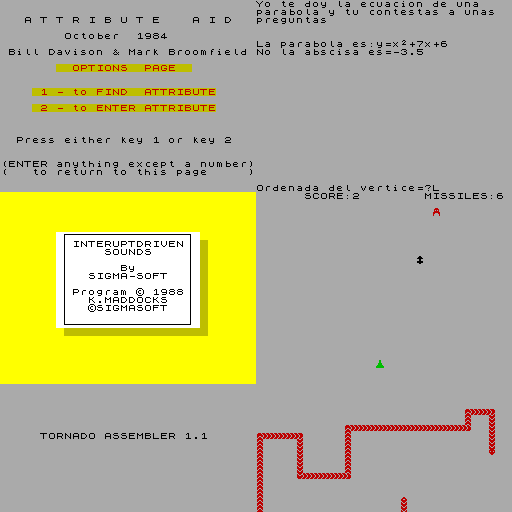 A T T R I B U T E   A I D
October 1984
Bill Davison & Mark Broomfield
OPTIONS PAGE
1 - to FIND ATTRIBUTE
2 - to ENTER ATTRIBUTE
Press either key 1 or key 2
(ENTER anything except a number)
( to return to this page )
Yo te doy la ecuacion de una
parabola y tu contestas a unas
preguntas
La parabola es:y=x²+7x+6
No la abscisa es=-3.5
Ordenada del vertice=?L
INTERUPTDRIVEN
SOUNDS
By
SIGMA-SOFT
Program © 1988
K.MADDOCKS
©SIGMASOFT
SCORE:2 MISSILES:6
TORNADO ASSEMBLER 1.1